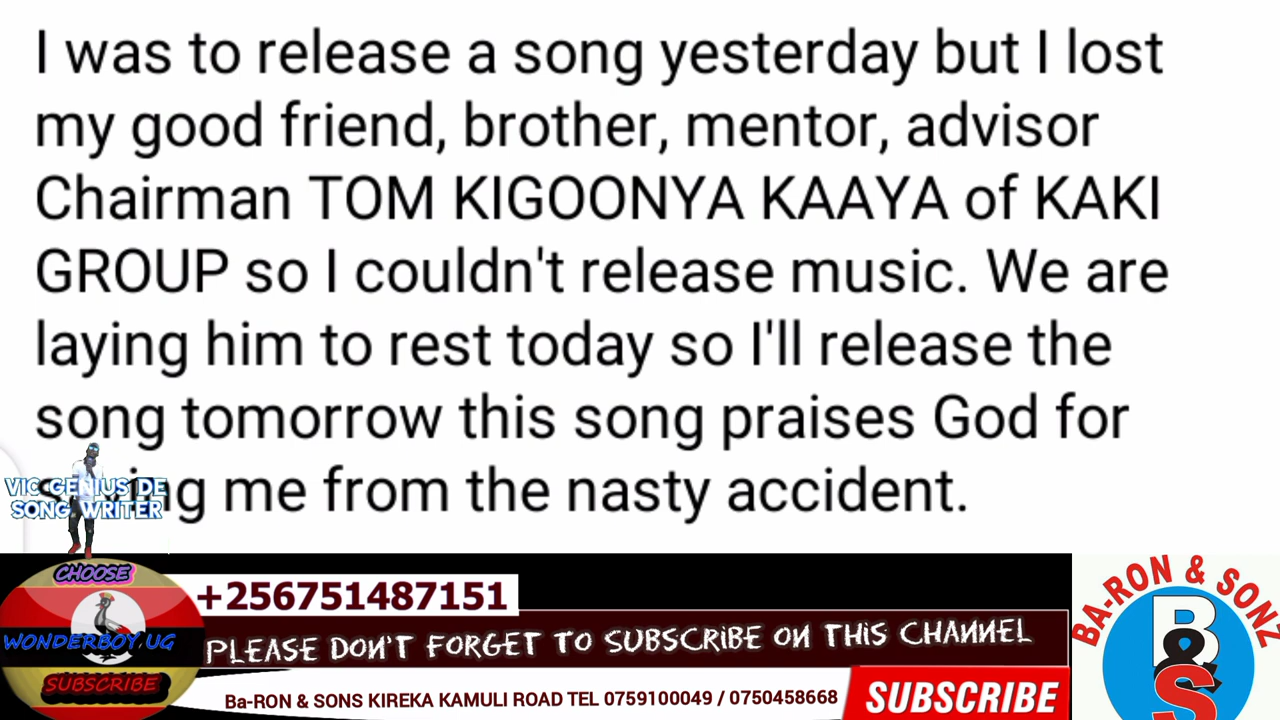 I was to release a song yesterday but I lost
my good friend, brother, mentor, advisor
Chairman TOM KIGOONYA KAAYA of KAKI
GROUP so I couldn't release music. We are
laying him to rest today so I'll release the
song tomorrow this song praises God for
me from the nasty accident.
VIC GENIUS DE
SONG WRITER
CHOOSE
WONDERBOY.UG
SUBSCRIBE
+256751487151
PLEASE DON'T FORGET TO SUBSCRIBE ON THIS CHANNEL
Ba-RON & SONS KIREKA KAMULI ROAD TEL 0759100049 / 0750458668
SUBSCRIBE
BA-RON & SONZ
B&S